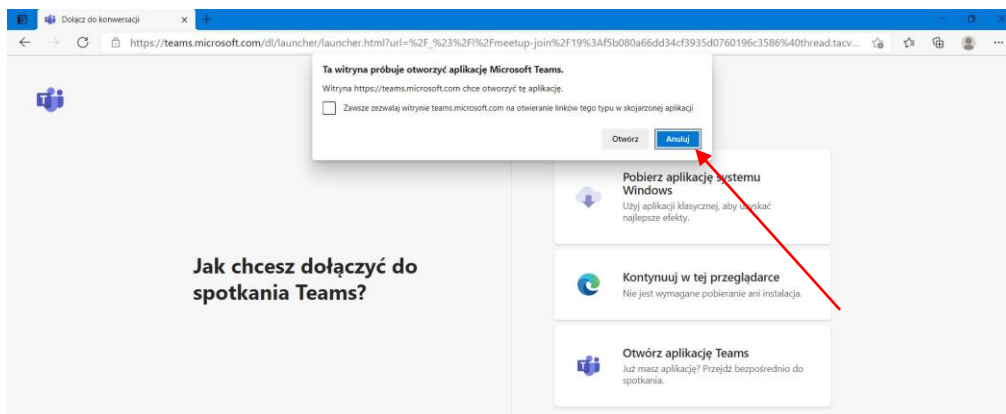 Dołącz do konwersacji
https://teams.microsoft.com/dl/launcher/launcher.html?url=%2F_%23%2Fl%2Fmeetup-join%2F19%3Af5b080a66dd34cf3935d0760196c3586%40thread.tacv...
Ta witryna próbuje otworzyć aplikację Microsoft Teams.
Witryna https://teams.microsoft.com chce otworzyć tę aplikację.
Zawsze zezwalaj witrynie teams.microsoft.com na otwieranie linków tego typu w skojarzonej aplikacji
Otwórz Anuluj
Jak chcesz dołączyć do
spotkania Teams?
Pobierz aplikację systemu
Windows
Użyj aplikacji klasycznej, aby uzyskać
najlepsze efekty.
Kontynuuj w tej przeglądarce
Nie jest wymagane pobieranie ani instalacja.
Otwórz aplikację Teams
Już masz aplikację? Przejdź bezpośrednio do
spotkania.